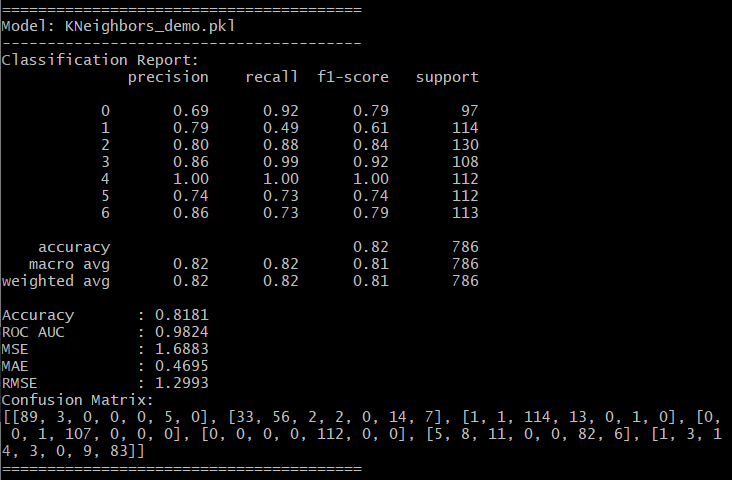 ========================================
Model: KNeighbors_demo.pkl
----------------------------------------
Classification Report:
              precision    recall  f1-score   support

           0       0.69      0.92      0.79        97
           1       0.79      0.49      0.61       114
           2       0.80      0.88      0.84       130
           3       0.86      0.99      0.92       108
           4       1.00      1.00      1.00       112
           5       0.74      0.73      0.74       112
           6       0.86      0.73      0.79       113

    accuracy                           0.82       786
   macro avg       0.82      0.82      0.81       786
weighted avg       0.82      0.82      0.81       786

Accuracy       : 0.8181
ROC AUC        : 0.9824
MSE            : 1.6883
MAE            : 0.4695
RMSE           : 1.2993
Confusion Matrix:
[[89, 3, 0, 0, 0, 5, 0], [33, 56, 2, 2, 0, 14, 7], [1, 1, 114, 13, 0, 1, 0], [0,
 0, 1, 107, 0, 0, 0], [0, 0, 0, 0, 112, 0, 0], [5, 8, 11, 0, 0, 82, 6], [1, 3, 1
4, 3, 0, 9, 83]]
========================================